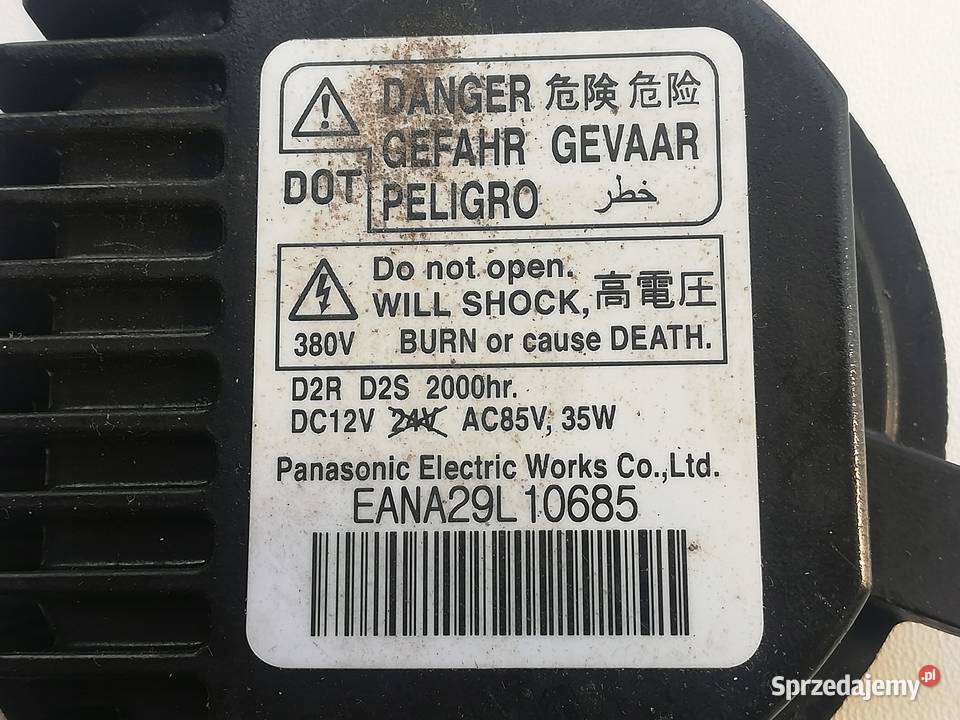 DANGER 危険 危险
GEFAHR GEVAAR
DOT PELIGRO خطر
Do not open.
WILL SHOCK, 高電圧
380V BURN or cause DEATH.
D2R D2S 2000hr.
DC12V 24V AC85V, 35W
Panasonic Electric Works Co.,Ltd.
EANA29L10685
Sprzedajemy.pl